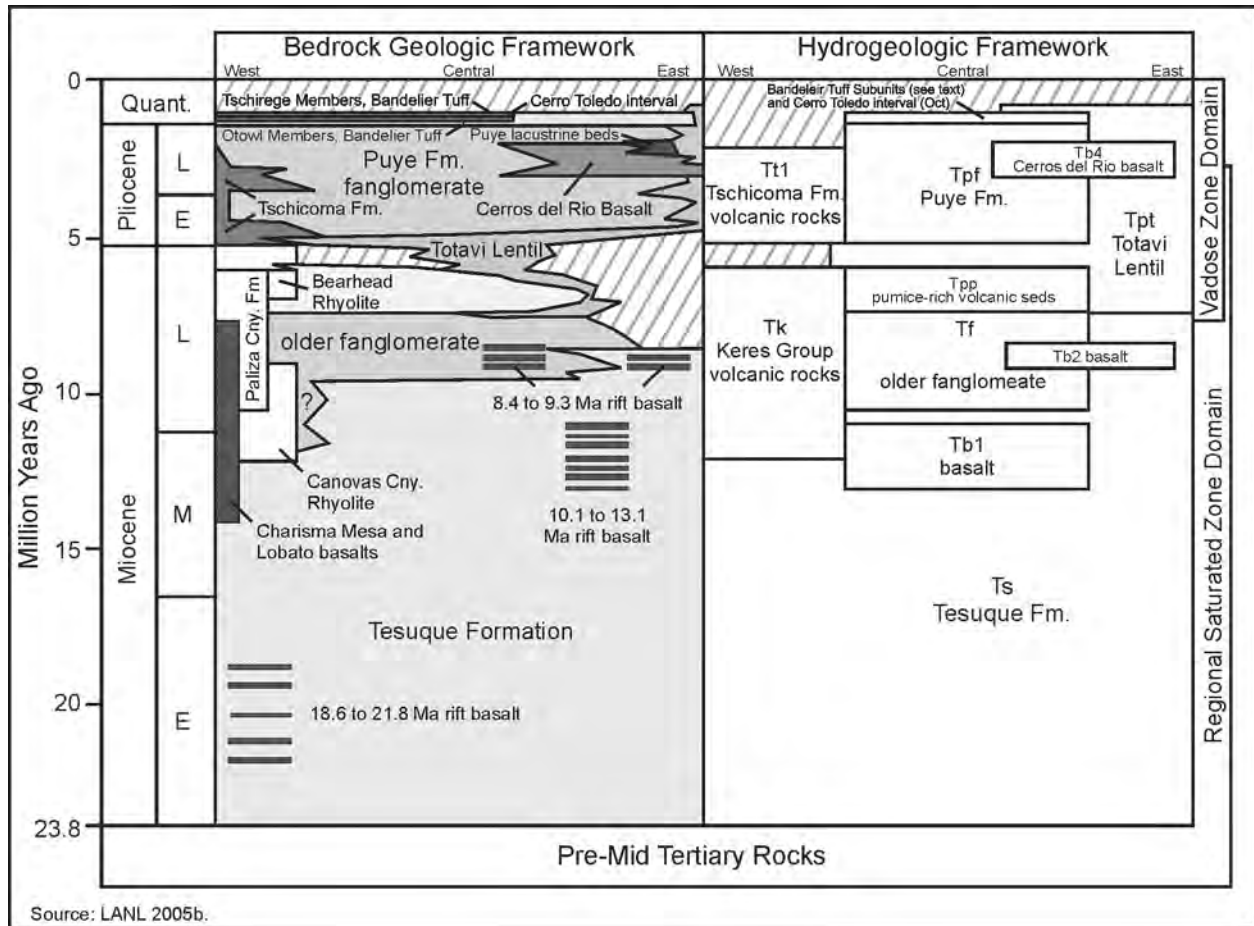 Bedrock Geologic Framework
Hydrogeologic Framework
West
Central
East
West
Central
East
0
5
10
15
20
23.8
Million Years Ago
Quant.
Pliocene
L
E
Miocene
L
M
E
Tschirege Members, Bandelier Tuff
Cerro Toledo Interval
Otowl Members, Bandelier Tuff
Puye lacustrine beds
Puye Fm.
fanglomerate
Tschicoma Fm.
Cerros del Rio Basalt
Totavi Lentil
Bearhead
Rhyolite
Paliza Cny. Fm
older fanglomerate
?
8.4 to 9.3 Ma rift basalt
Canovas Cny.
Rhyolite
Charisma Mesa and
Lobato basalts
10.1 to 13.1
Ma rift basalt
Tesuque Formation
18.6 to 21.8 Ma rift basalt
Bandeleir Tuff Subunits (see text)
and Cerro Toledo Interval (Oct)
Tt1
Tschicoma Fm.
volcanic rocks
Tpf
Puye Fm.
Tb4
Cerros del Rio basalt
Tpt
Totavi
Lentil
Tpp
pumice-rich volcanic seds
Tk
Keres Group
volcanic rocks
Tf
older fanglomeate
Tb2 basalt
Tb1
basalt
Ts
Tesuque Fm.
Vadose Zone Domain
Regional Saturated Zone Domain
Pre-Mid Tertiary Rocks
Source: LANL 2005b.